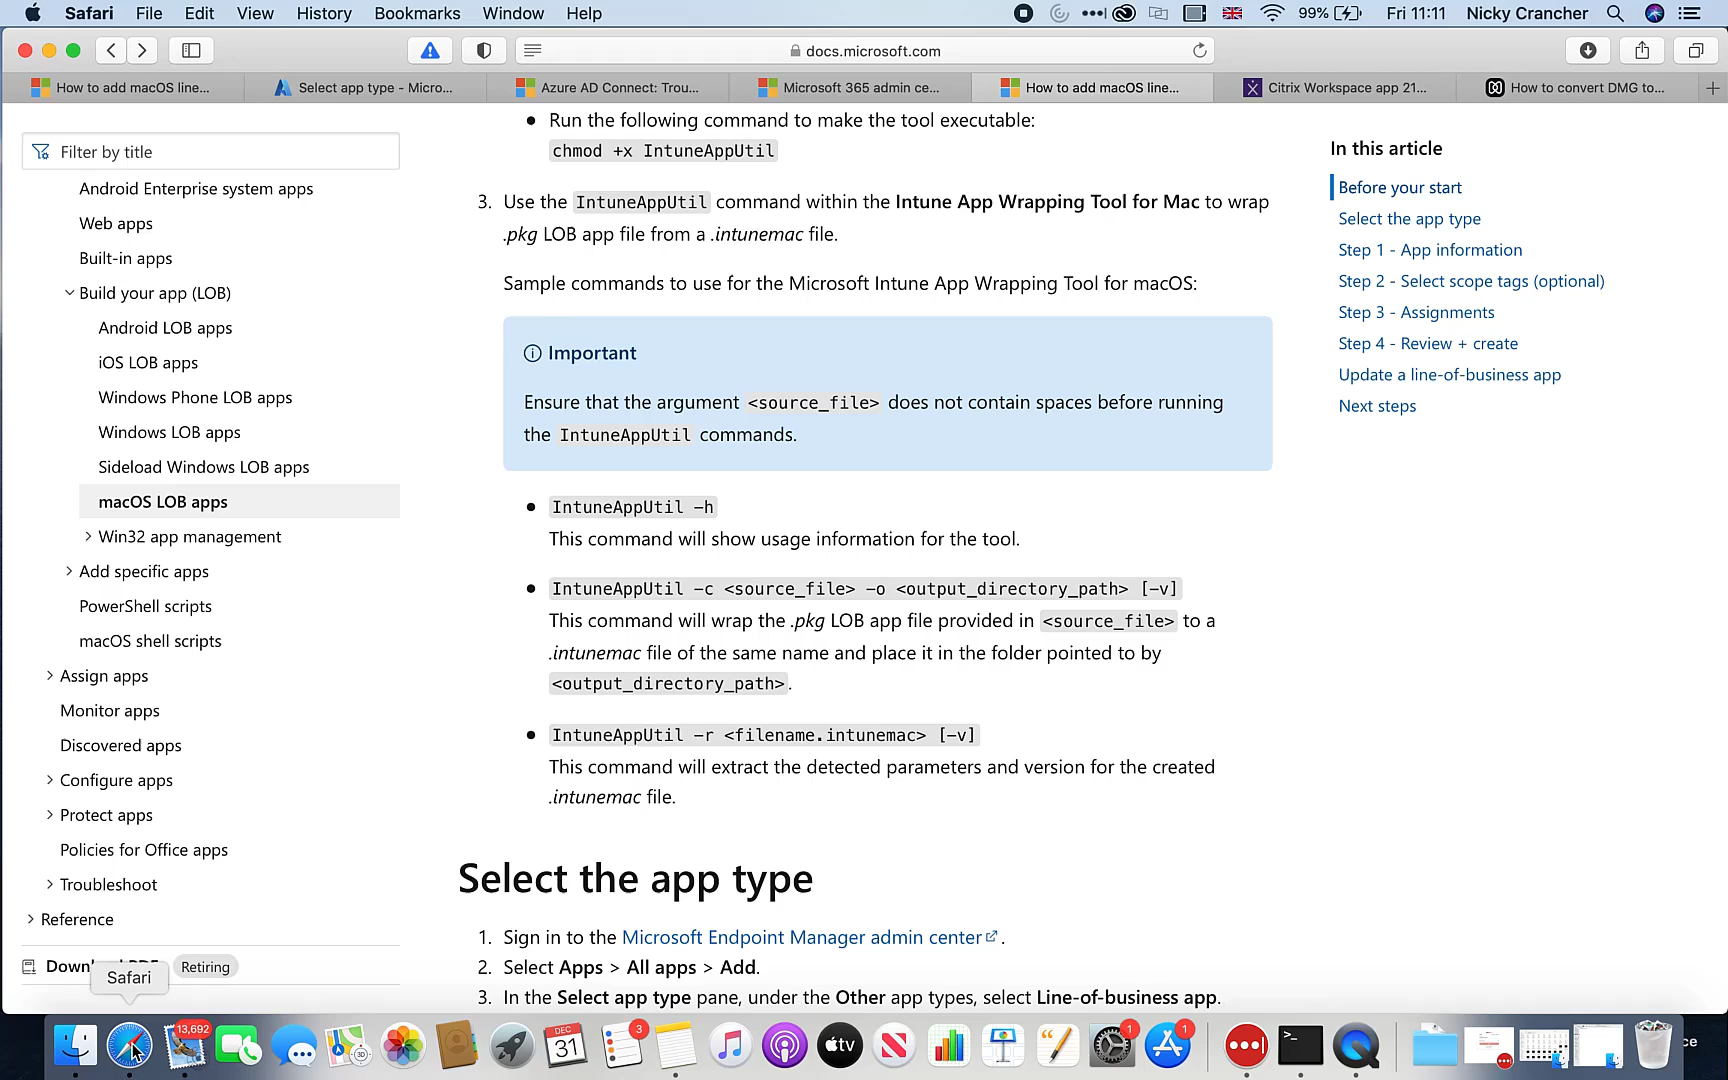 Safari File Edit View History Bookmarks Window Help 99% Fri 11:11 Nicky Crancher
docs.microsoft.com
How to add macOS line... Select app type - Micro... Azure AD Connect: Trou... Microsoft 365 admin ce... How to add macOS line... Citrix Workspace app 21... How to convert DMG to...
Filter by title
Android Enterprise system apps
Web apps
Built-in apps
Build your app (LOB)
Android LOB apps
iOS LOB apps
Windows Phone LOB apps
Windows LOB apps
Sideload Windows LOB apps
macOS LOB apps
Win32 app management
Add specific apps
PowerShell scripts
macOS shell scripts
Assign apps
Monitor apps
Discovered apps
Configure apps
Protect apps
Policies for Office apps
Troubleshoot
Reference
Retiring
Safari
• Run the following command to make the tool executable:
chmod +x IntuneAppUtil
3. Use the IntuneAppUtil command within the Intune App Wrapping Tool for Mac to wrap
.pkg LOB app file from a .intunemac file.
Sample commands to use for the Microsoft Intune App Wrapping Tool for macOS:
Important
Ensure that the argument <source_file> does not contain spaces before running
the IntuneAppUtil commands.
• IntuneAppUtil -h
This command will show usage information for the tool.
• IntuneAppUtil -c <source_file> -o <output_directory_path> [-v]
This command will wrap the .pkg LOB app file provided in <source_file> to a
.intunemac file of the same name and place it in the folder pointed to by
<output_directory_path>.
• IntuneAppUtil -r <filename.intunemac> [-v]
This command will extract the detected parameters and version for the created
.intunemac file.
Select the app type
1. Sign in to the Microsoft Endpoint Manager admin center.
2. Select Apps > All apps > Add.
3. In the Select app type pane, under the Other app types, select Line-of-business app.
In this article
Before your start
Select the app type
Step 1 - App information
Step 2 - Select scope tags (optional)
Step 3 - Assignments
Step 4 - Review + create
Update a line-of-business app
Next steps
13,692
3D
DEC
31
3
tv
1
1